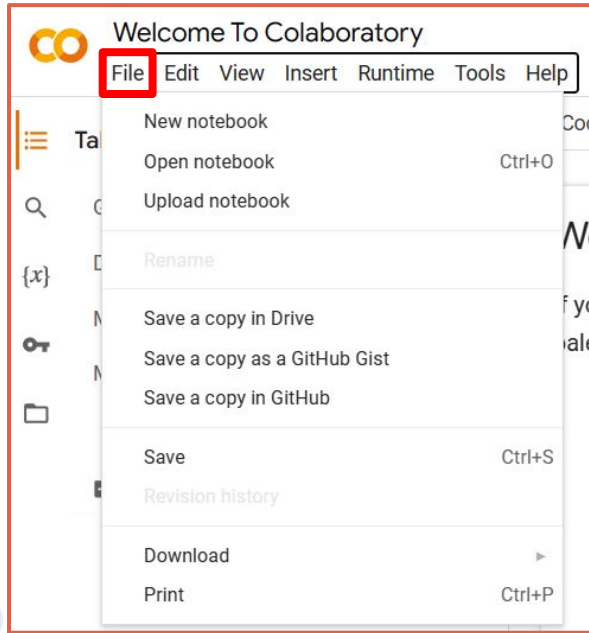 Welcome To Colaboratory
File Edit View Insert Runtime Tools Help
New notebook
Open notebook Ctrl+O
Upload notebook
Rename
Save a copy in Drive
Save a copy as a GitHub Gist
Save a copy in GitHub
Save Ctrl+S
Revision history
Download
Print Ctrl+P
{x}